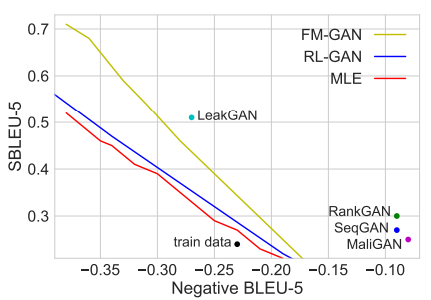 0.7
0.6
0.5
0.4
0.3
SBLEU-5
FM-GAN
RL-GAN
MLE
LeakGAN
train data
RankGAN
SeqGAN
MaliGAN
−0.35 −0.30 −0.25 −0.20 −0.15 −0.10
Negative BLEU-5